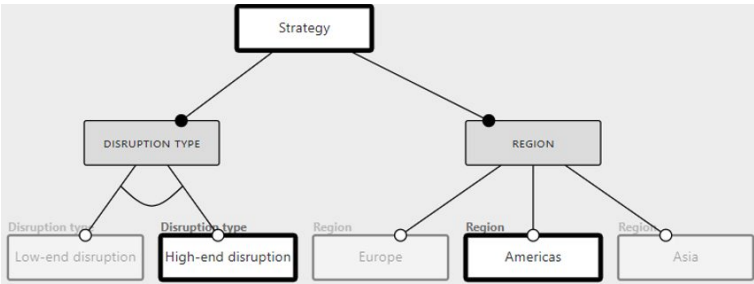 Strategy
DISRUPTION TYPE
REGION
Disruption type
Disruption type
Region
Region
Region
Low-end disruption
High-end disruption
Europe
Americas
Asia